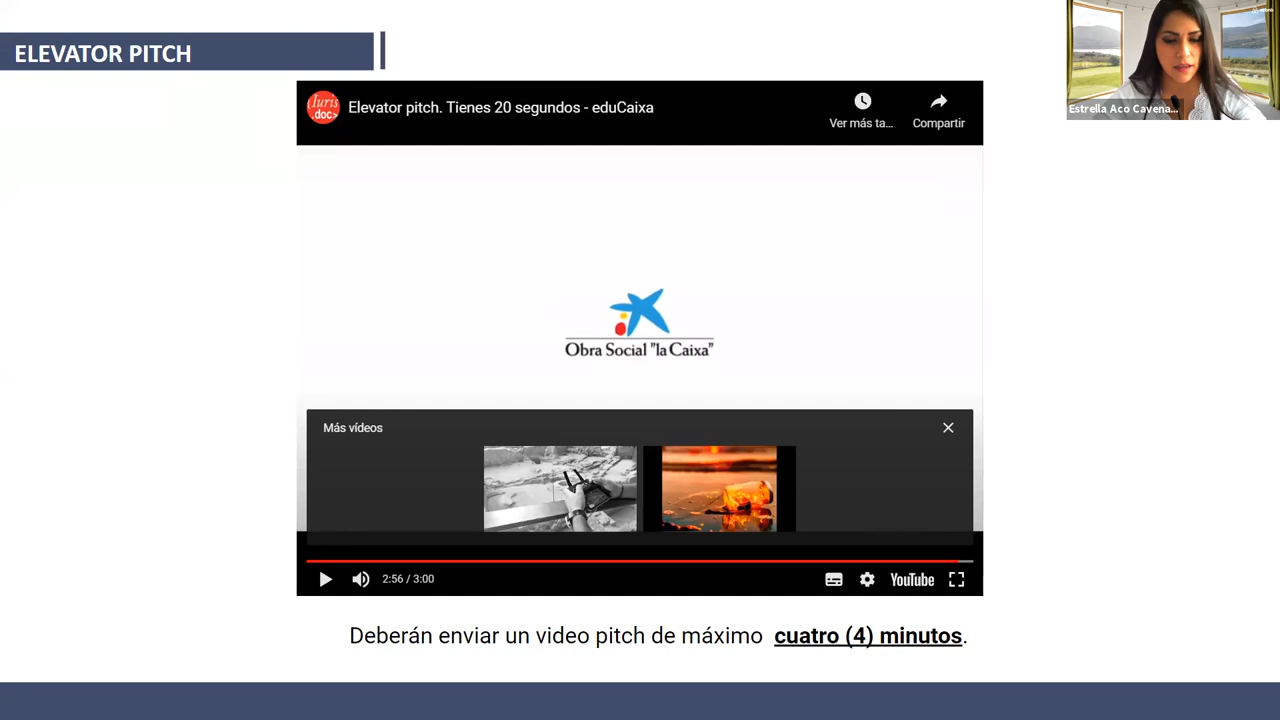 ELEVATOR PITCH
Iuris
.doc>
Elevator pitch. Tienes 20 segundos - eduCaixa
Ver más ta...
Compartir
Estrella Aco Cavena...
Obra Social "la Caixa"
Más vídeos
2:56 / 3:00
YouTube
Deberán enviar un video pitch de máximo cuatro (4) minutos.